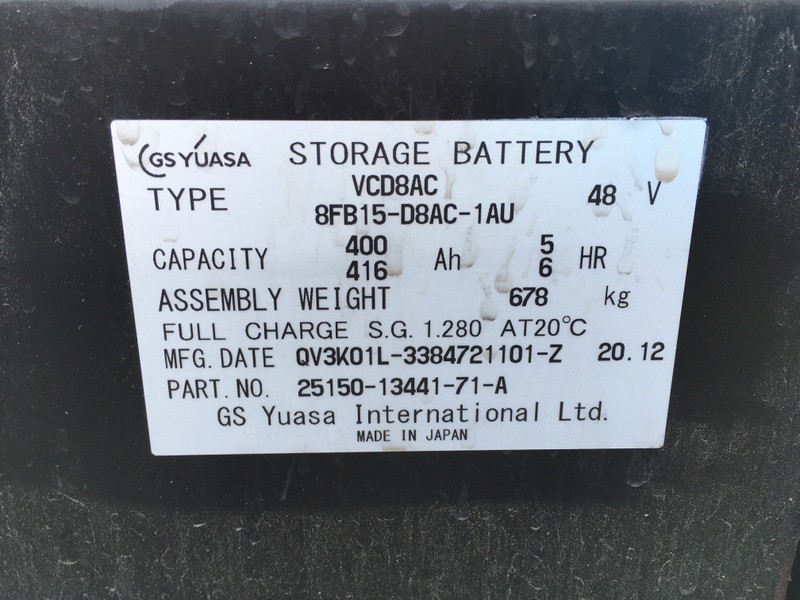 GS YUASA STORAGE BATTERY
TYPE VCD8AC 48 V
8FB15-D8AC-1AU
CAPACITY 400 Ah 5 HR
416 6
ASSEMBLY WEIGHT 678 kg
FULL CHARGE S.G. 1.280 AT20℃
MFG. DATE QV3K01L-3384721101-Z 20.12
PART. NO. 25150-13441-71-A
GS Yuasa International Ltd.
MADE IN JAPAN